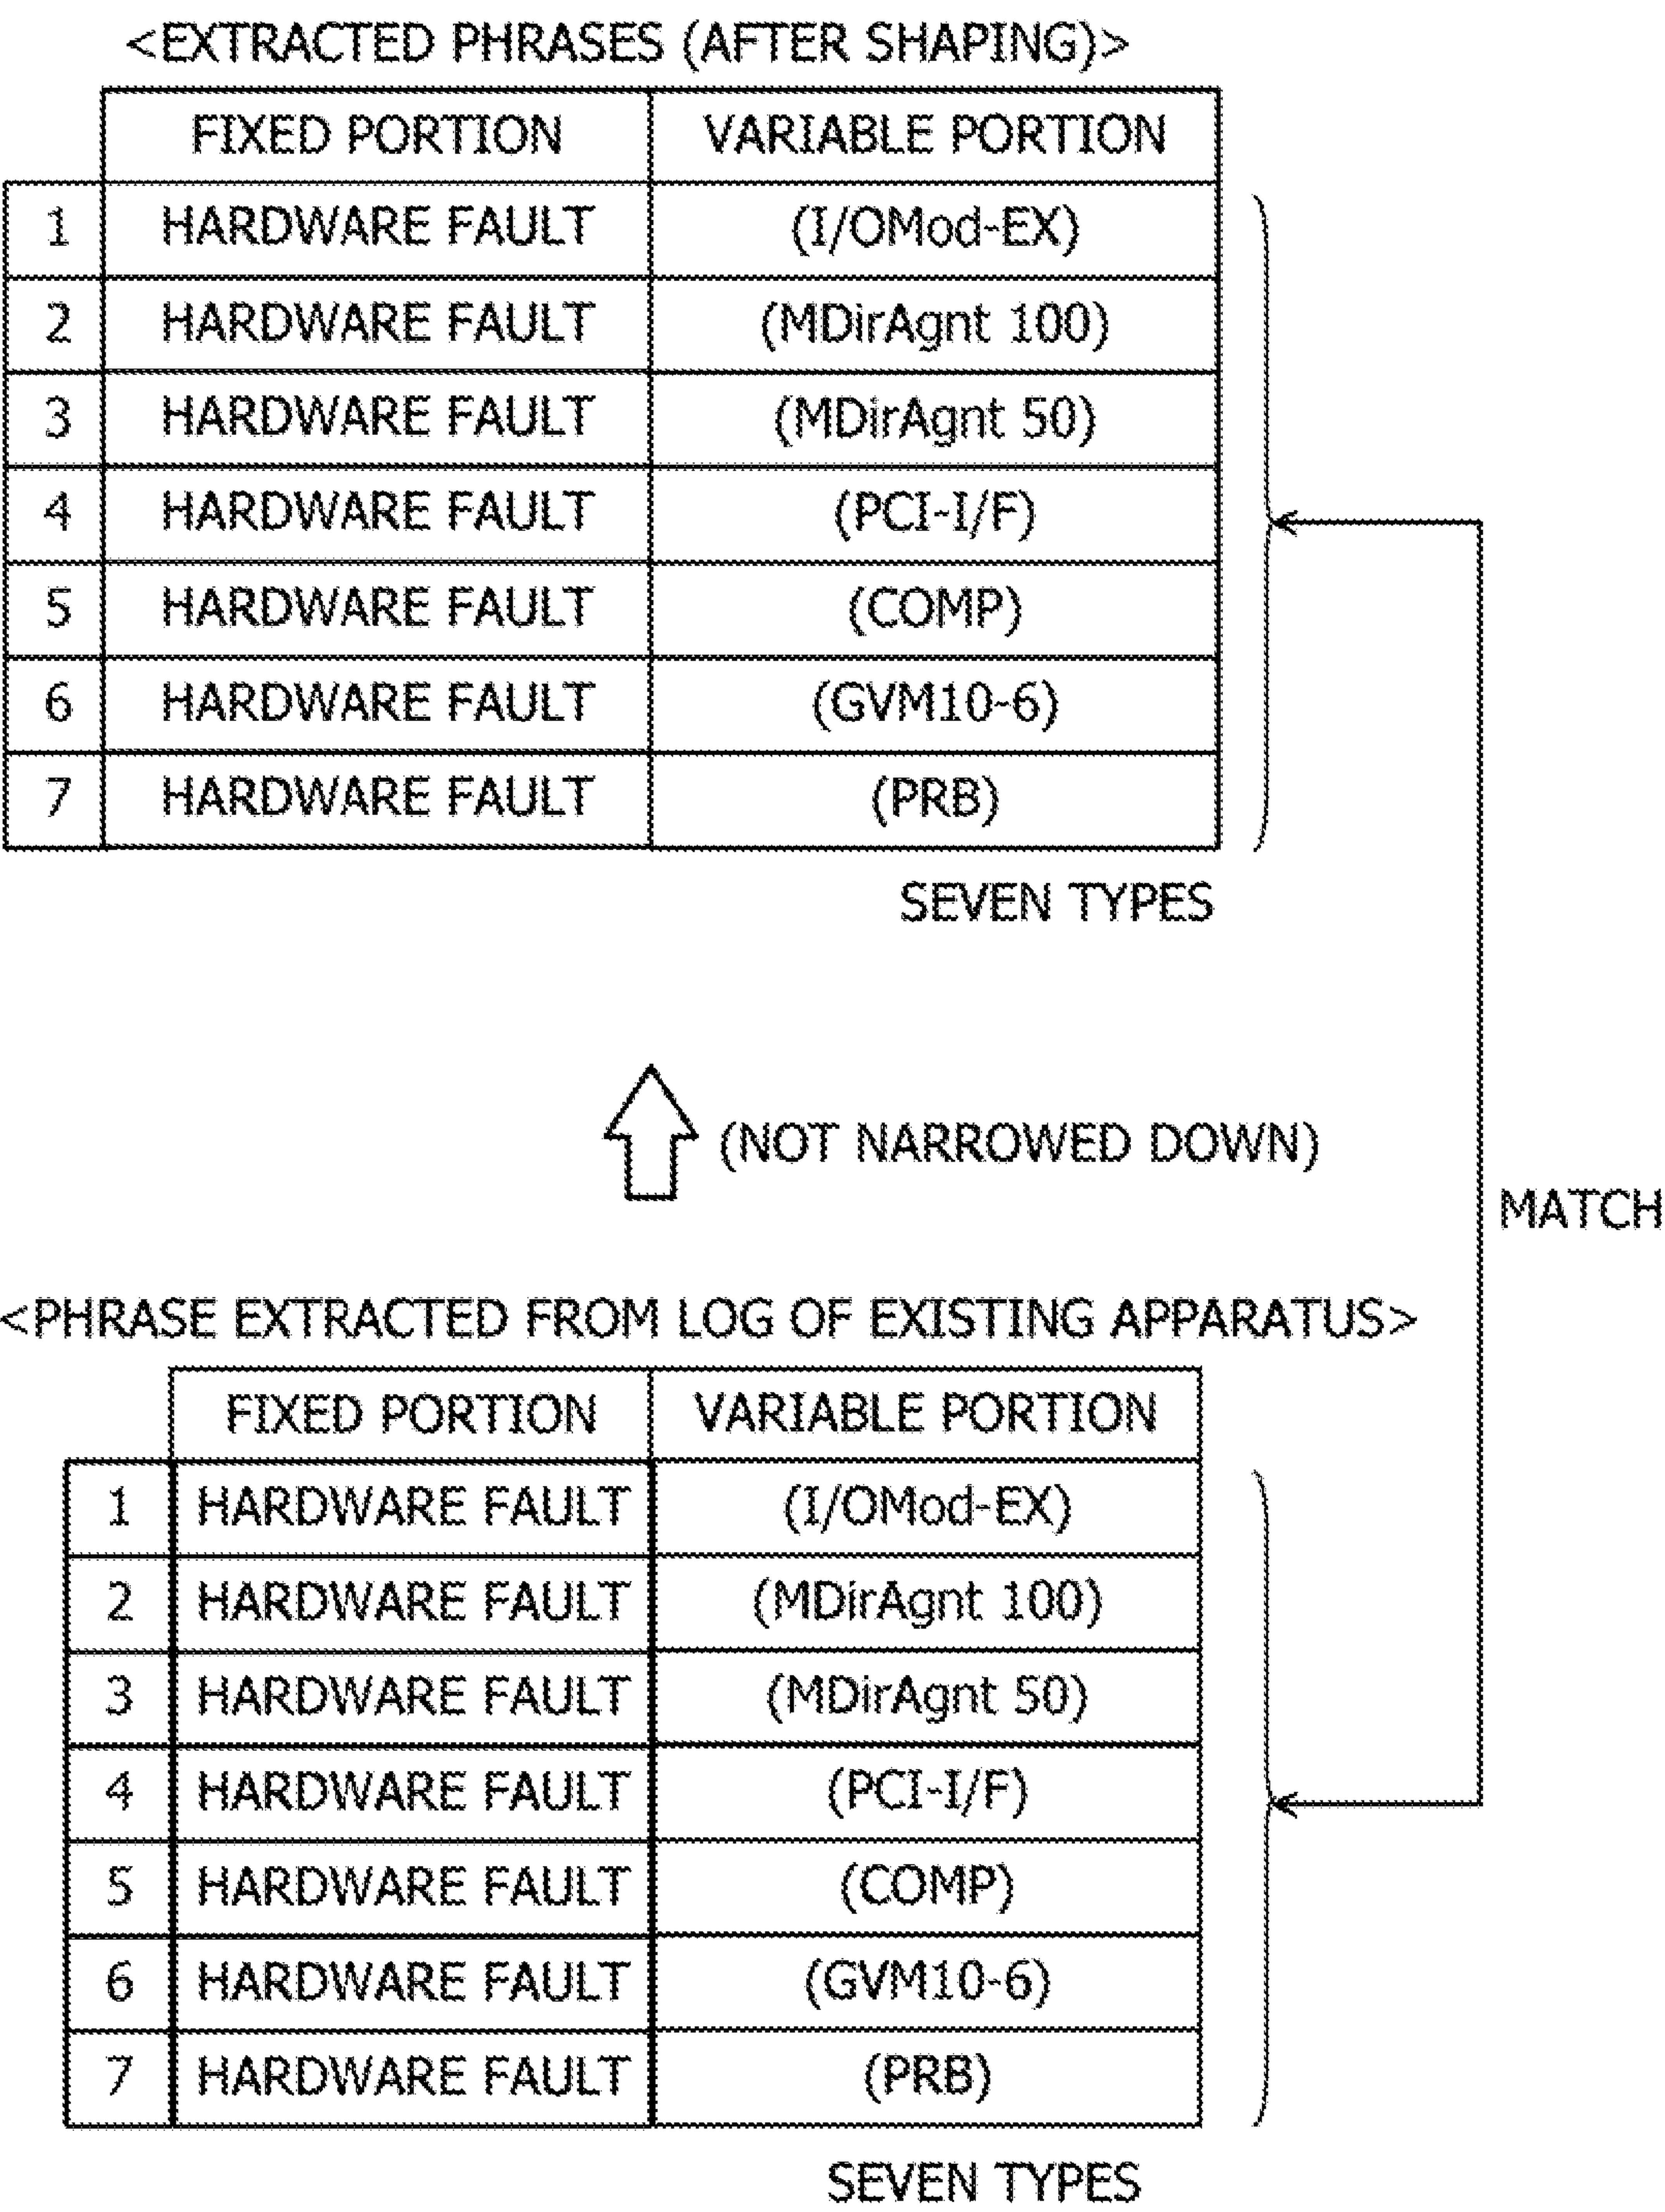 <EXTRACTED PHRASES (AFTER SHAPING)>
FIXED PORTION VARIABLE PORTION
1 HARDWARE FAULT (I/OMod-EX)
2 HARDWARE FAULT (MDirAgnt 100)
3 HARDWARE FAULT (MDirAgnt 50)
4 HARDWARE FAULT (PCI-I/F)
5 HARDWARE FAULT (COMP)
6 HARDWARE FAULT (GVM10-6)
7 HARDWARE FAULT (PRB)
SEVEN TYPES
(NOT NARROWED DOWN)
MATCH
<PHRASE EXTRACTED FROM LOG OF EXISTING APPARATUS>
FIXED PORTION VARIABLE PORTION
1 HARDWARE FAULT (I/OMod-EX)
2 HARDWARE FAULT (MDirAgnt 100)
3 HARDWARE FAULT (MDirAgnt 50)
4 HARDWARE FAULT (PCI-I/F)
5 HARDWARE FAULT (COMP)
6 HARDWARE FAULT (GVM10-6)
7 HARDWARE FAULT (PRB)
SEVEN TYPES